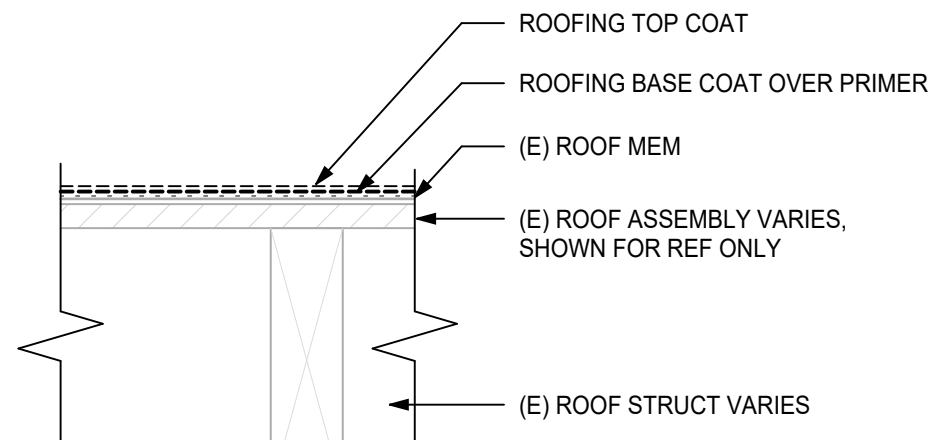 ROOFING TOP COAT
ROOFING BASE COAT OVER PRIMER
(E) ROOF MEM
(E) ROOF ASSEMBLY VARIES,
SHOWN FOR REF ONLY
(E) ROOF STRUCT VARIES